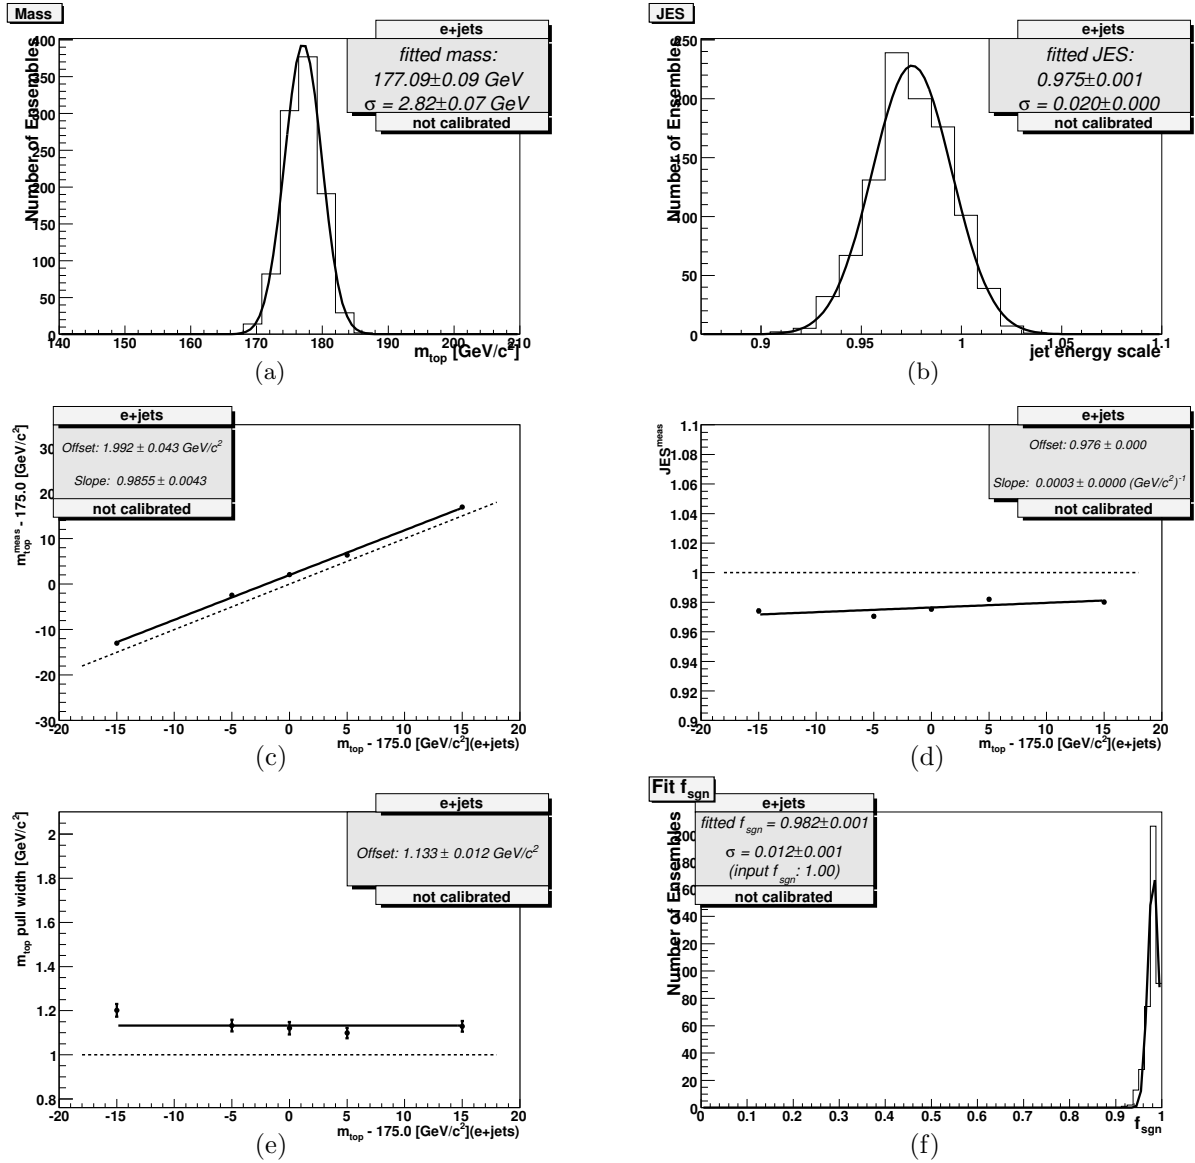 Mass
e+jets
fitted mass:
177.09±0.09 GeV
σ = 2.82±0.07 GeV
not calibrated
Number of Ensembles
400
350
300
250
200
150
100
50
0
140 150 160 170 180 190 200 210
m_top [GeV/c²]
(a)
JES
e+jets
fitted JES:
0.975±0.001
σ = 0.020±0.000
not calibrated
Number of Ensembles
250
200
150
100
50
0
0.9 0.95 1 1.05 1.1
jet energy scale
(b)
e+jets
Offset: 1.992 ± 0.043 GeV/c²
Slope: 0.9855 ± 0.0043
not calibrated
m_top^meas - 175.0 [GeV/c²]
30
20
10
0
-10
-20
-30
-20 -15 -10 -5 0 5 10 15 20
m_top - 175.0 [GeV/c²](e+jets)
(c)
e+jets
Offset: 0.976 ± 0.000
Slope: 0.0003 ± 0.0000 (GeV/c²)⁻¹
not calibrated
JES^meas
1.1
1.08
1.06
1.04
1.02
1
0.98
0.96
0.94
0.92
0.9
-20 -15 -10 -5 0 5 10 15 20
m_top - 175.0 [GeV/c²](e+jets)
(d)
e+jets
Offset: 1.133 ± 0.012 GeV/c²
not calibrated
m_top pull width [GeV/c²]
2
1.8
1.6
1.4
1.2
1
0.8
-20 -15 -10 -5 0 5 10 15 20
m_top - 175.0 [GeV/c²](e+jets)
(e)
Fit f_sgn
e+jets
fitted f_sgn = 0.982±0.001
σ = 0.012±0.001
(input f_sgn: 1.00)
not calibrated
Number of Ensembles
200
180
160
140
120
100
80
60
40
20
0
0 0.1 0.2 0.3 0.4 0.5 0.6 0.7 0.8 0.9 1
f_sgn
(f)